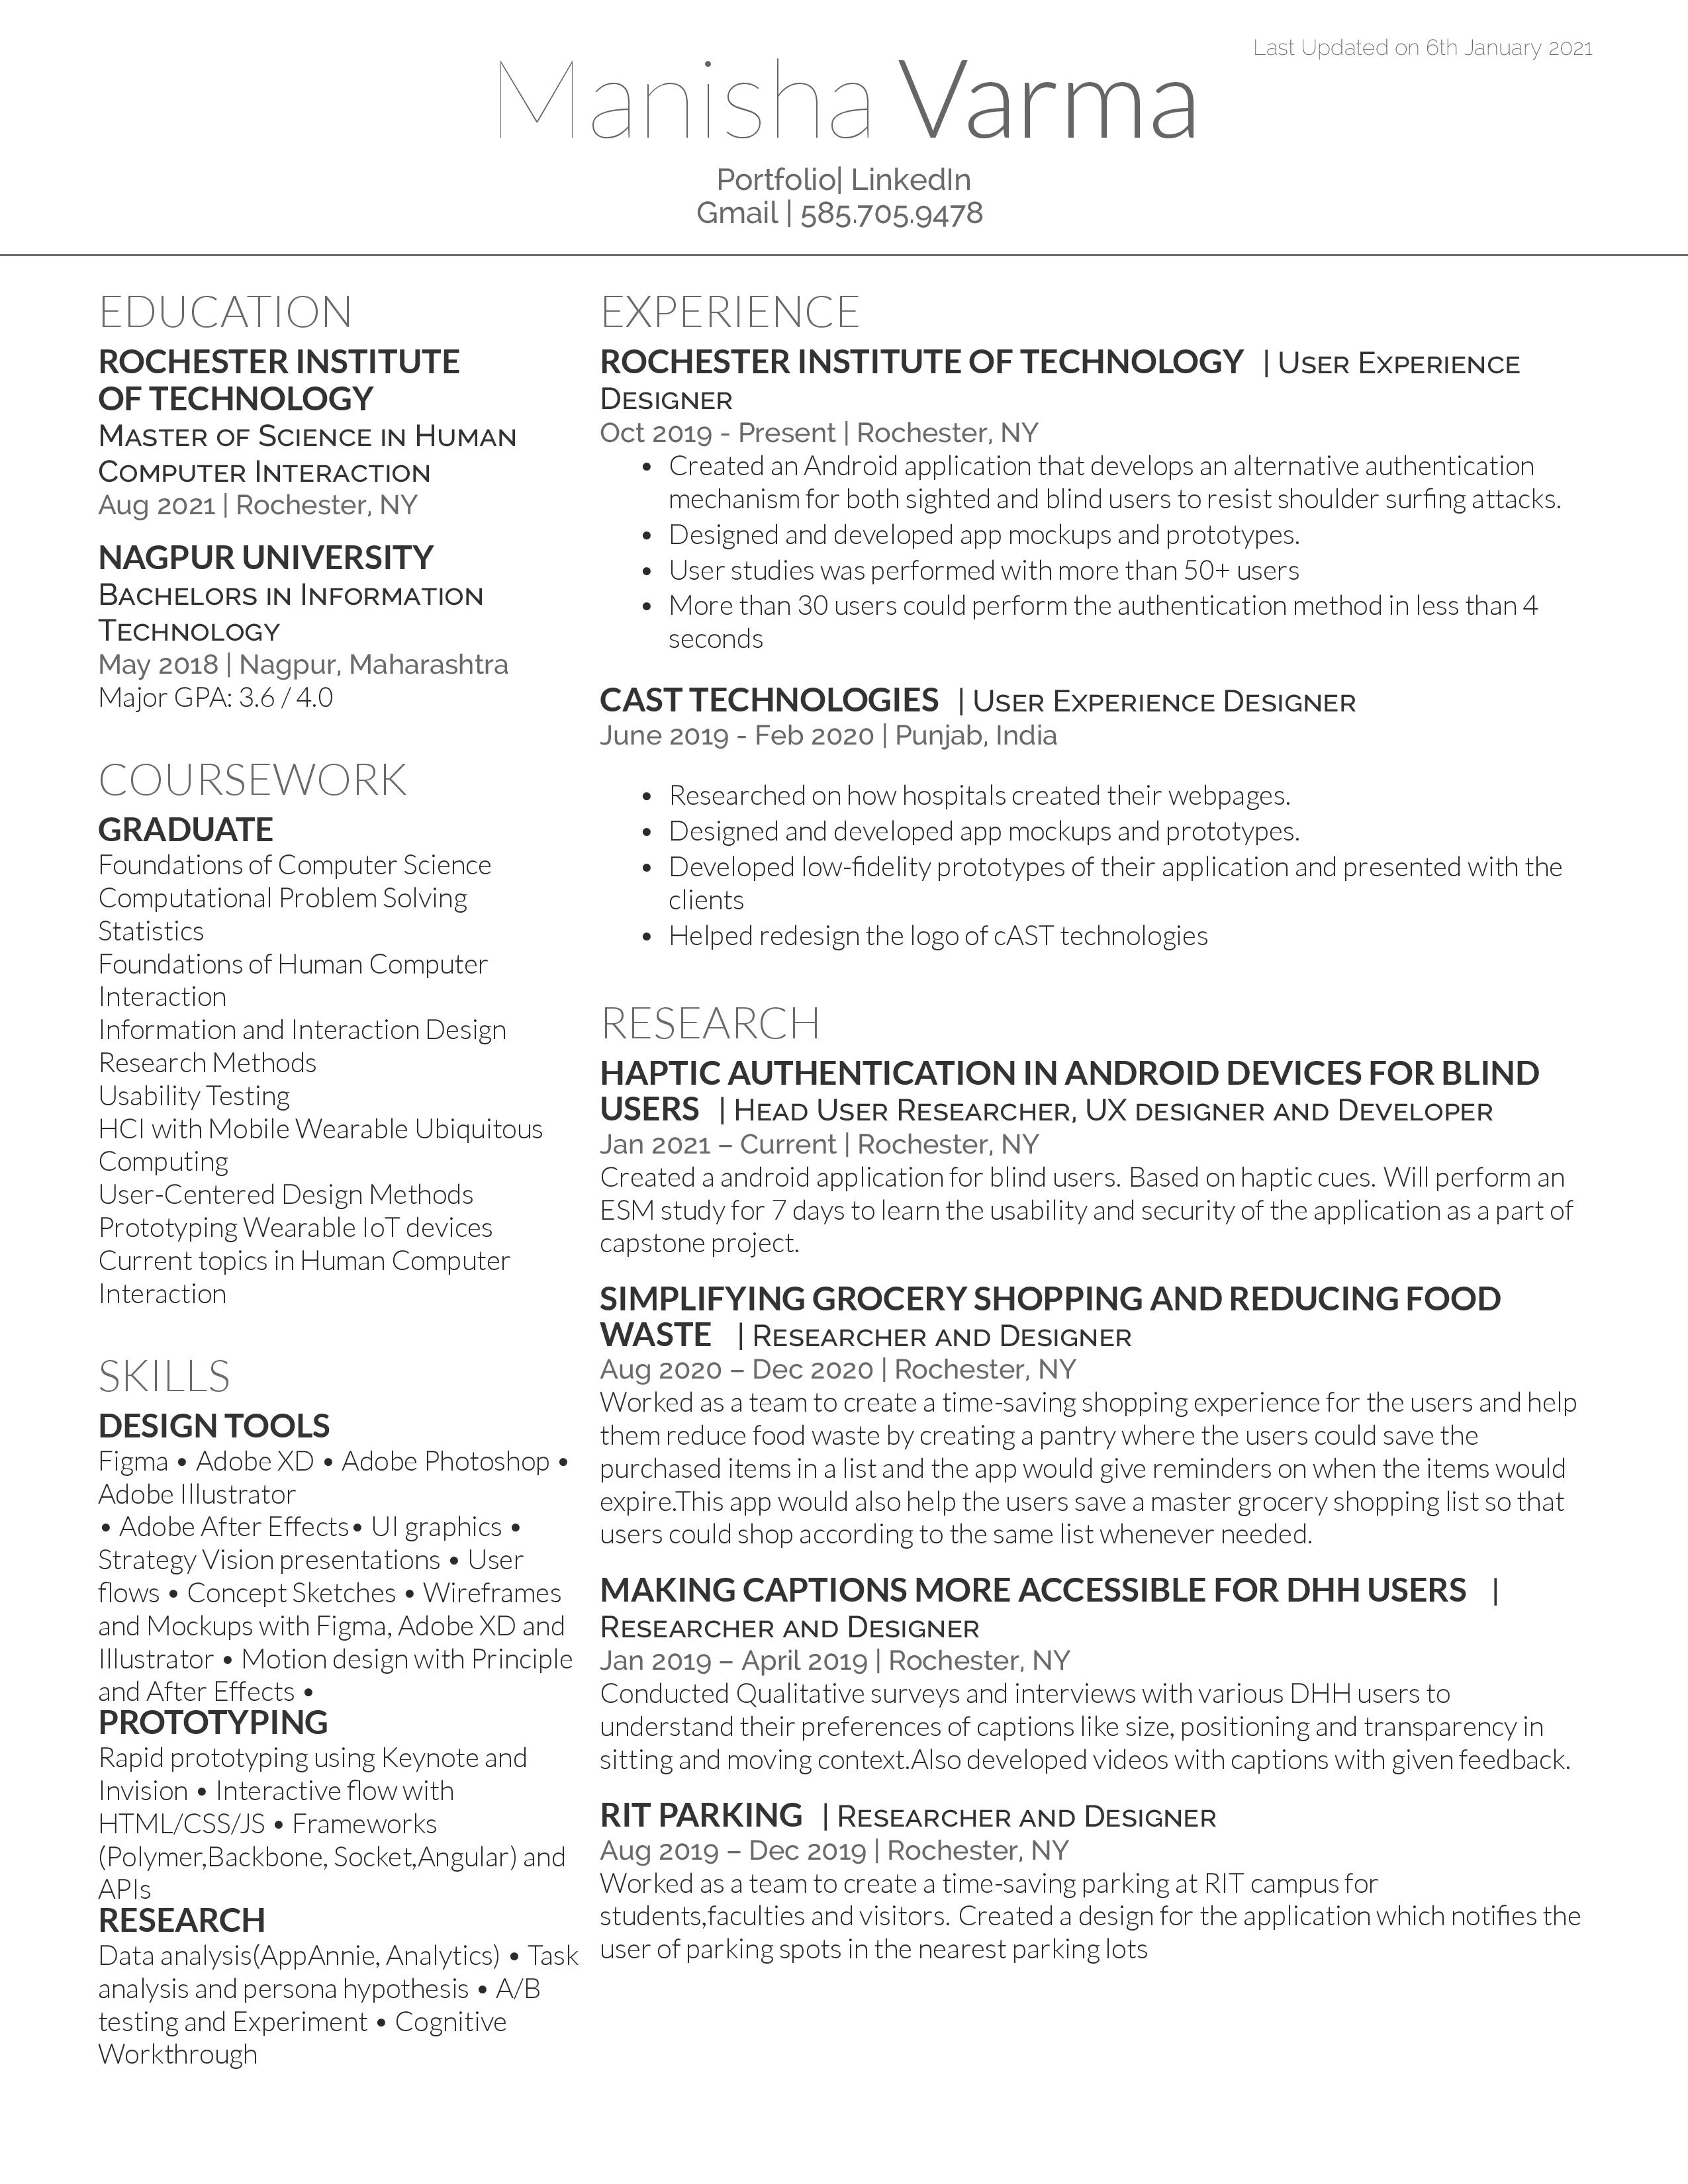 Last Updated on 6th January 2021
Manisha Varma
Portfolio| LinkedIn
Gmail | 585.705.9478
EDUCATION
ROCHESTER INSTITUTE
OF TECHNOLOGY
Master of Science in Human
Computer Interaction
Aug 2021 | Rochester, NY
NAGPUR UNIVERSITY
Bachelors in Information
Technology
May 2018 | Nagpur, Maharashtra
Major GPA: 3.6 / 4.0
COURSEWORK
GRADUATE
Foundations of Computer Science
Computational Problem Solving
Statistics
Foundations of Human Computer
Interaction
Information and Interaction Design
Research Methods
Usability Testing
HCI with Mobile Wearable Ubiquitous
Computing
User-Centered Design Methods
Prototyping Wearable IoT devices
Current topics in Human Computer
Interaction
SKILLS
DESIGN TOOLS
Figma • Adobe XD • Adobe Photoshop •
Adobe Illustrator
• Adobe After Effects• UI graphics •
Strategy Vision presentations • User
flows • Concept Sketches • Wireframes
and Mockups with Figma, Adobe XD and
Illustrator • Motion design with Principle
and After Effects •
PROTOTYPING
Rapid prototyping using Keynote and
Invision • Interactive flow with
HTML/CSS/JS • Frameworks
(Polymer,Backbone, Socket,Angular) and
APIs
RESEARCH
Data analysis(AppAnnie, Analytics) • Task
analysis and persona hypothesis • A/B
testing and Experiment • Cognitive
Workthrough
EXPERIENCE
ROCHESTER INSTITUTE OF TECHNOLOGY | User Experience
Designer
Oct 2019 - Present | Rochester, NY
• Created an Android application that develops an alternative authentication
mechanism for both sighted and blind users to resist shoulder surfing attacks.
• Designed and developed app mockups and prototypes.
• User studies was performed with more than 50+ users
• More than 30 users could perform the authentication method in less than 4
seconds
CAST TECHNOLOGIES | User Experience Designer
June 2019 - Feb 2020 | Punjab, India
• Researched on how hospitals created their webpages.
• Designed and developed app mockups and prototypes.
• Developed low-fidelity prototypes of their application and presented with the
clients
• Helped redesign the logo of cAST technologies
RESEARCH
HAPTIC AUTHENTICATION IN ANDROID DEVICES FOR BLIND
USERS | Head User Researcher, UX designer and Developer
Jan 2021 – Current | Rochester, NY
Created a android application for blind users. Based on haptic cues. Will perform an
ESM study for 7 days to learn the usability and security of the application as a part of
capstone project.
SIMPLIFYING GROCERY SHOPPING AND REDUCING FOOD
WASTE | Researcher and Designer
Aug 2020 – Dec 2020 | Rochester, NY
Worked as a team to create a time-saving shopping experience for the users and help
them reduce food waste by creating a pantry where the users could save the
purchased items in a list and the app would give reminders on when the items would
expire.This app would also help the users save a master grocery shopping list so that
users could shop according to the same list whenever needed.
MAKING CAPTIONS MORE ACCESSIBLE FOR DHH USERS |
Researcher and Designer
Jan 2019 – April 2019 | Rochester, NY
Conducted Qualitative surveys and interviews with various DHH users to
understand their preferences of captions like size, positioning and transparency in
sitting and moving context.Also developed videos with captions with given feedback.
RIT PARKING | Researcher and Designer
Aug 2019 – Dec 2019 | Rochester, NY
Worked as a team to create a time-saving parking at RIT campus for
students,faculties and visitors. Created a design for the application which notifies the
user of parking spots in the nearest parking lots